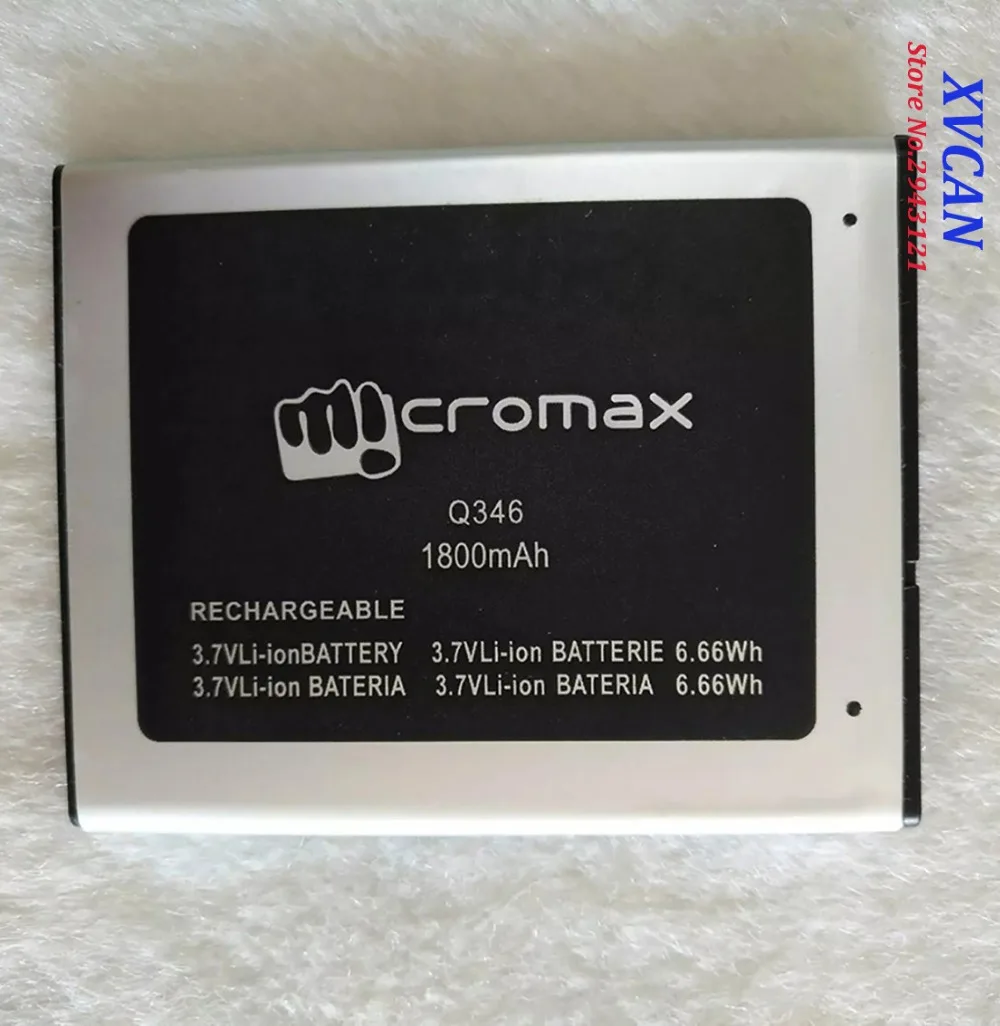 XVCAN
Store No.2943121
micromax
Q346
1800mAh
RECHARGEABLE
3.7VLi-ionBATTERY 3.7VLi-ion BATTERIE 6.66Wh
3.7VLi-ion BATERIA 3.7VLi-ion BATERIA 6.66Wh